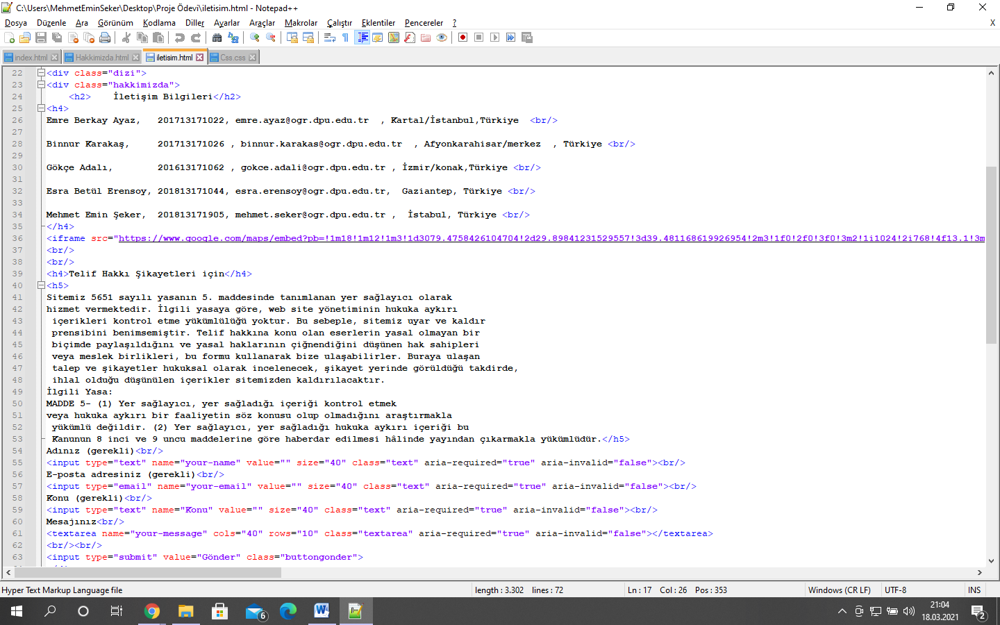 C:\Users\MehmetEminSeker\Desktop\Proje Ödevi\iletisim.html - Notepad++
Dosya Düzenle Ara Görünüm Kodlama Diller Ayarlar Araçlar Makrolar Çalıştır Eklentiler Pencereler ? X
index.html Hakkimizda.html iletisim.html Css.css
22 <div class="dizi">
23 <div class="hakkimizda">
24 <h2>    İletişim Bilgileri</h2>
25 <h4>
26 Emre Berkay Ayaz,   201713171022, emre.ayaz@ogr.dpu.edu.tr  , Kartal/İstanbul,Türkiye  <br/>
27
28 Binnur Karakaş,     201713171026 , binnur.karakas@ogr.dpu.edu.tr  , Afyonkarahisar/merkez  , Türkiye <br/>
29
30 Gökçe Adalı,        201613171062 , gokce.adali@ogr.dpu.edu.tr , İzmir/konak,Türkiye <br/>
31
32 Esra Betül Erensoy, 201813171044, esra.erensoy@ogr.dpu.edu.tr,  Gaziantep, Türkiye <br/>
33
34 Mehmet Emin Şeker,  201813171905, mehmet.seker@ogr.dpu.edu.tr ,  İstabul, Türkiye <br/>
35 </h4>
36 <iframe src="https://www.google.com/maps/embed?pb=!1m18!1m12!1m3!1d3079.4758426104704!2d29.89841231529557!3d39.481168619926954!2m3!1f0!2f0!3f0!3m2!1i1024!2i768!4f13.1!3m
37 <br/>
38 <br/>
39 <h4>Telif Hakkı Şikayetleri için</h4>
40 <h5>
41 Sitemiz 5651 sayılı yasanın 5. maddesinde tanımlanan yer sağlayıcı olarak
42 hizmet vermektedir. İlgili yasaya göre, web site yönetiminin hukuka aykırı
43 içerikleri kontrol etme yükümlülüğü yoktur. Bu sebeple, sitemiz uyar ve kaldır
44 prensibini benimsemiştir. Telif hakkına konu olan eserlerin yasal olmayan bir
45 biçimde paylaşıldığını ve yasal haklarının çiğnendiğini düşünen hak sahipleri
46 veya meslek birlikleri, bu formu kullanarak bize ulaşabilirler. Buraya ulaşan
47 talep ve şikayetler hukuksal olarak incelenecek, şikayet yerinde görüldüğü takdirde,
48 ihlal olduğu düşünülen içerikler sitemizden kaldırılacaktır.
49 İlgili Yasa:
50 MADDE 5- (1) Yer sağlayıcı, yer sağladığı içeriği kontrol etmek
51 veya hukuka aykırı bir faaliyetin söz konusu olup olmadığını araştırmakla
52 yükümlü değildir. (2) Yer sağlayıcı, yer sağladığı hukuka aykırı içeriği bu
53 Kanunun 8 inci ve 9 uncu maddelerine göre haberdar edilmesi hâlinde yayından çıkarmakla yükümlüdür.</h5>
54 Adınız (gerekli)<br/>
55 <input type="text" name="your-name" value="" size="40" class="text" aria-required="true" aria-invalid="false"><br/>
56 E-posta adresiniz (gerekli)<br/>
57 <input type="email" name="your-email" value="" size="40" class="text" aria-required="true" aria-invalid="false"><br/>
58 Konu (gerekli)<br/>
59 <input type="text" name="Konu" value="" size="40" class="text" aria-required="true" aria-invalid="false"><br/>
60 Mesajınız<br/>
61 <textarea name="your-message" cols="40" rows="10" class="textarea" aria-required="true" aria-invalid="false"></textarea>
62 <br/><br/>
63 <input type="submit" value="Gönder" class="buttongonder">
Hyper Text Markup Language file length : 3.302 lines : 72 Ln : 17 Col : 26 Pos : 353 Windows (CR LF) UTF-8 INS
6 21:04
18.03.2021 2